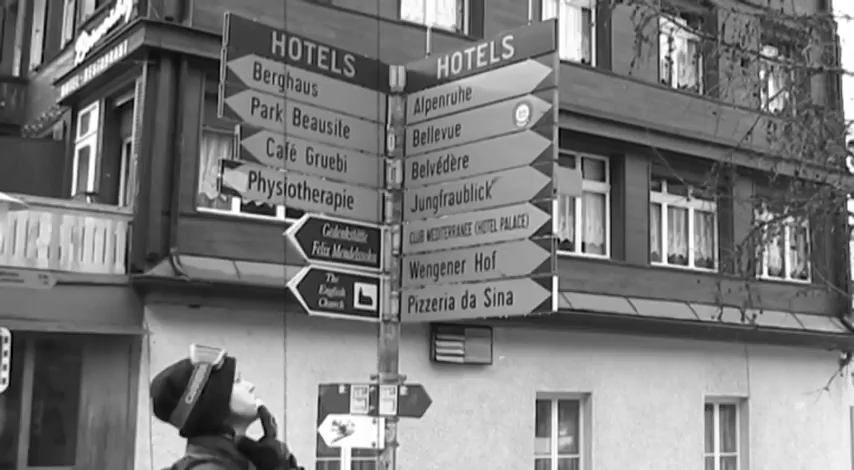 HOTELS
Berghaus
Park Beausite
Café Gruebi
Physiotherapie
Gedenkstätte
Felix Mendelssohn
The
English
Church
HOTELS
Alpenruhe
Bellevue
Belvédère
Jungfraublick
CLUB MEDITERRANEE (HOTEL PALACE)
Wengener Hof
Pizzeria da Sina